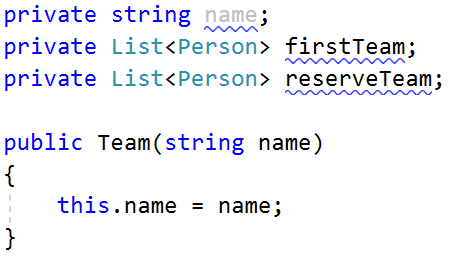 private string name;
private List<Person> firstTeam;
private List<Person> reserveTeam;
public Team(string name)
{
this.name = name;
}